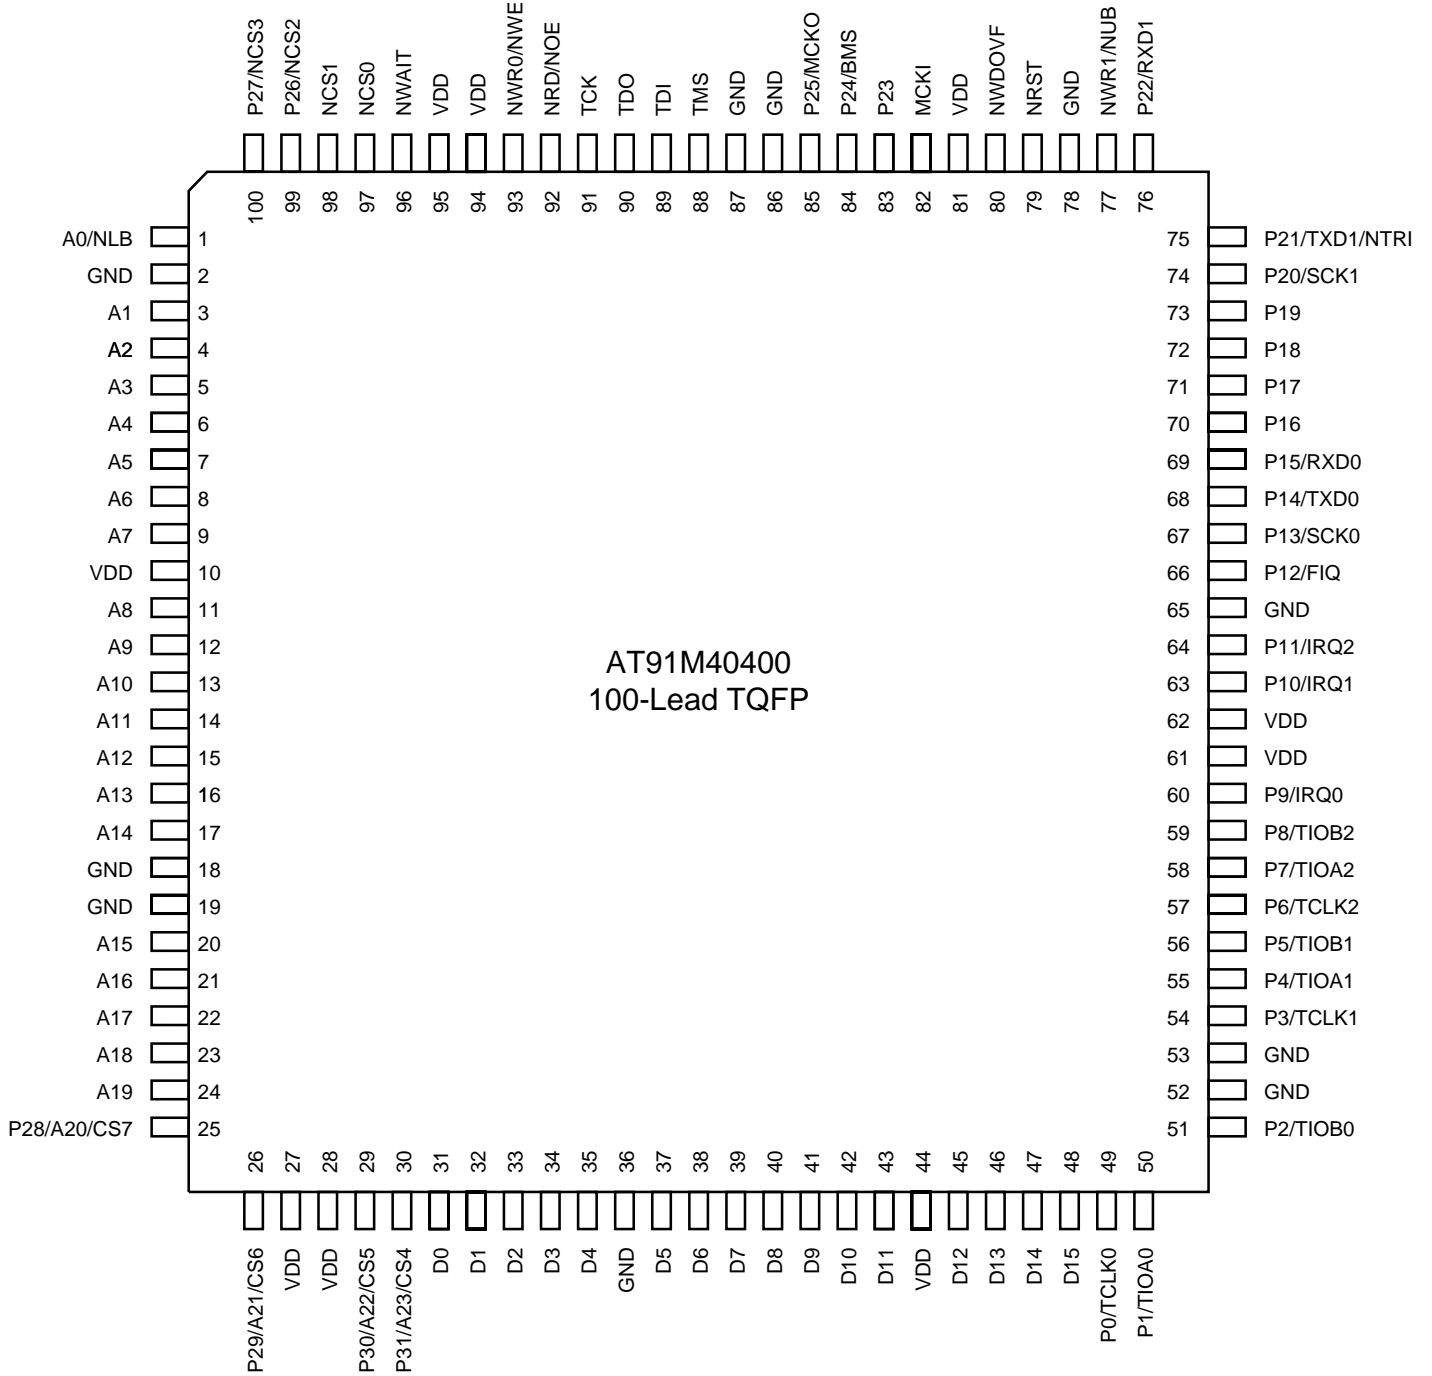 P27/NCS3
P26/NCS2
NCS1
NCS0
NWAIT
VDD
VDD
NWR0/NWE
NRD/NOE
TCK
TDO
TDI
TMS
GND
GND
P25/MCKO
P24/BMS
P23
MCKI
VDD
NWDOVF
NRST
GND
NWR1/NUB
P22/RXD1
100
99
98
97
96
95
94
93
92
91
90
89
88
87
86
85
84
83
82
81
80
79
78
77
76
A0/NLB 1
GND 2
A1 3
A2 4
A3 5
A4 6
A5 7
A6 8
A7 9
VDD 10
A8 11
A9 12
A10 13
A11 14
A12 15
A13 16
A14 17
GND 18
GND 19
A15 20
A16 21
A17 22
A18 23
A19 24
P28/A20/CS7 25
AT91M40400
100-Lead TQFP
75 P21/TXD1/NTRI
74 P20/SCK1
73 P19
72 P18
71 P17
70 P16
69 P15/RXD0
68 P14/TXD0
67 P13/SCK0
66 P12/FIQ
65 GND
64 P11/IRQ2
63 P10/IRQ1
62 VDD
61 VDD
60 P9/IRQ0
59 P8/TIOB2
58 P7/TIOA2
57 P6/TCLK2
56 P5/TIOB1
55 P4/TIOA1
54 P3/TCLK1
53 GND
52 GND
51 P2/TIOB0
26
27
28
29
30
31
32
33
34
35
36
37
38
39
40
41
42
43
44
45
46
47
48
49
50
P29/A21/CS6
VDD
VDD
P30/A22/CS5
P31/A23/CS4
D0
D1
D2
D3
D4
GND
D5
D6
D7
D8
D9
D10
D11
VDD
D12
D13
D14
D15
P0/TCLK0
P1/TIOA0